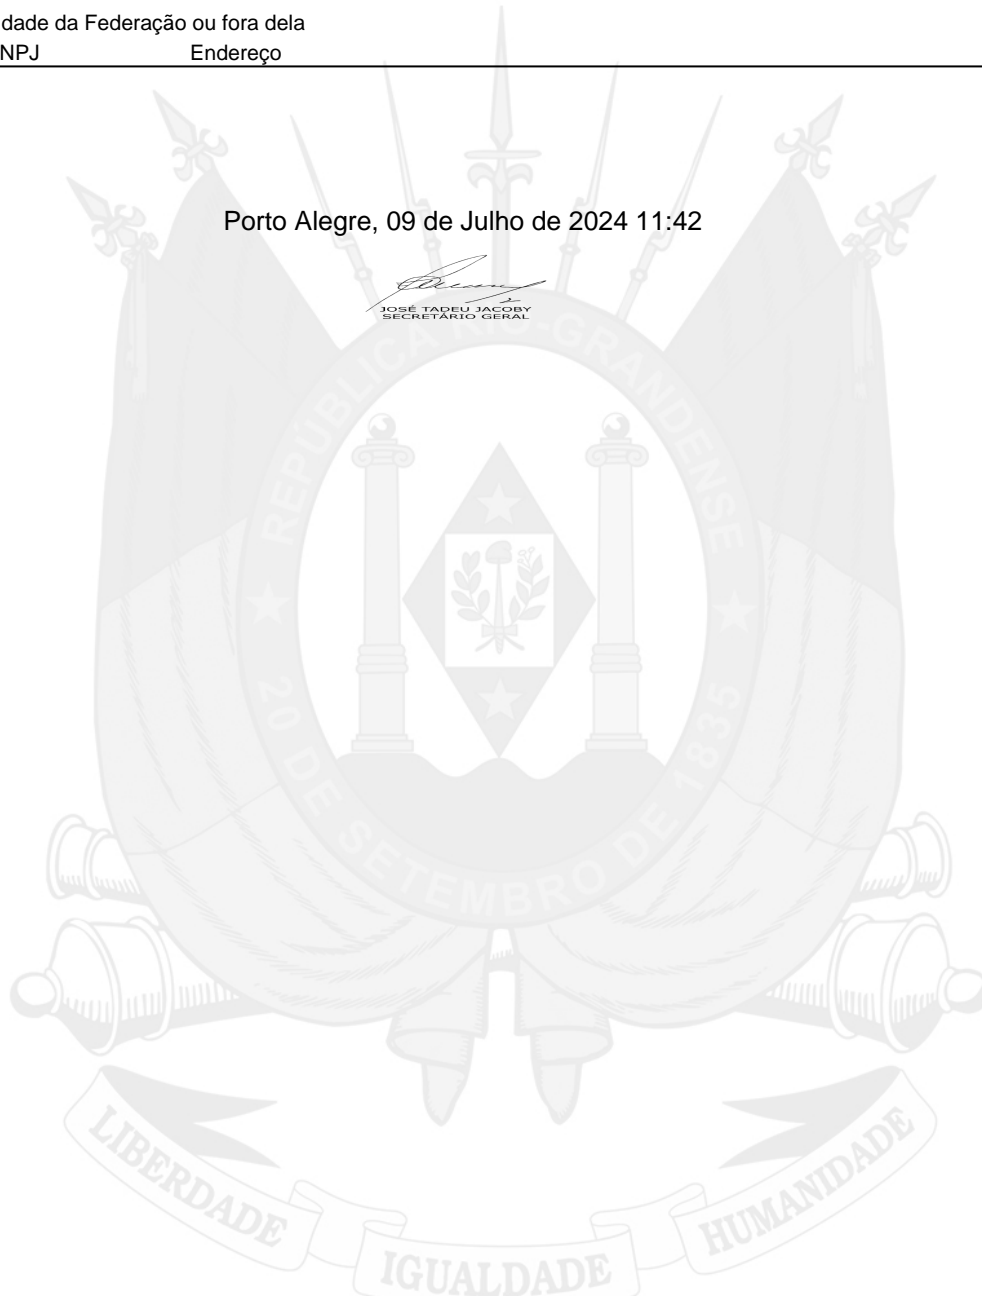 dade da Federação ou fora dela
NPJ Endereço
Porto Alegre, 09 de Julho de 2024 11:42
JOSÉ TADEU JACOBY
SECRETÁRIO GERAL
REPÚBLICA RIO-GRANDENSE
20 DE SETEMBRO DE 1835
LIBERDADE
IGUALDADE
HUMANIDADE